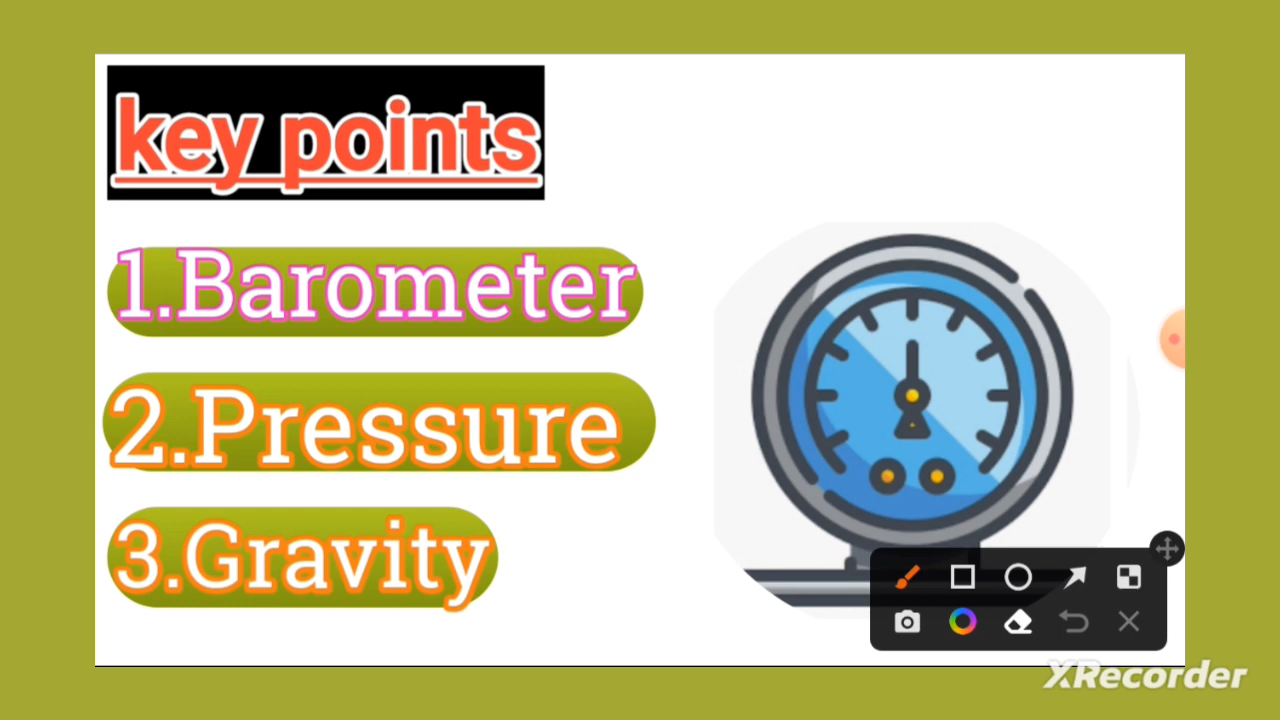 key points
1.Barometer
2.Pressure
3.Gravity
XRecorder